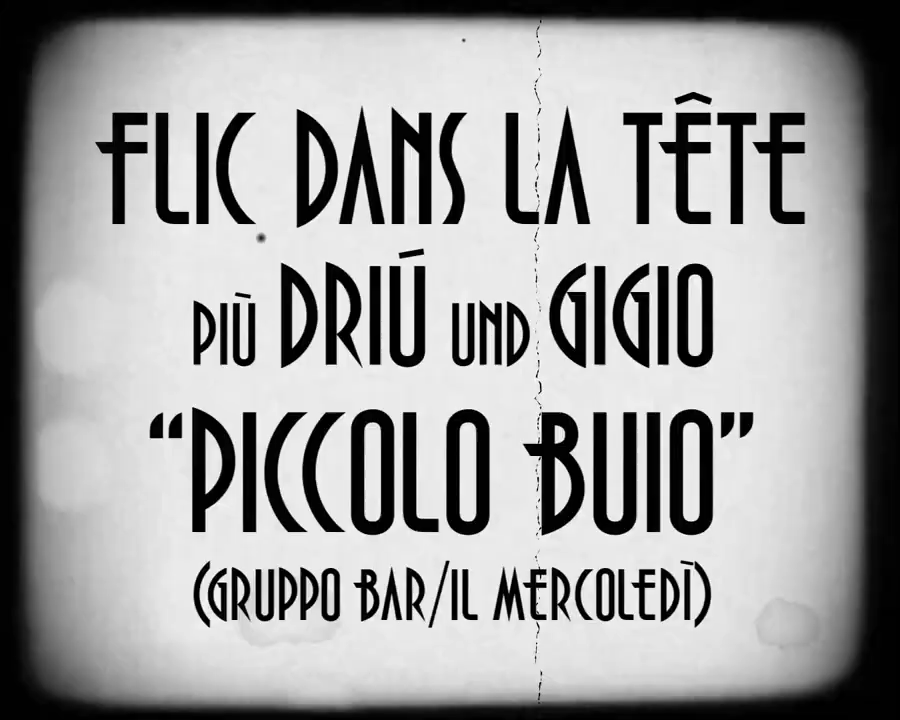 FLIC DANS LA TÊTE
PIÙ DRIÚ UND GIGIO
“PICCOLO BUIO”
(GRUPPO BAR/IL MERCOLEDÌ)